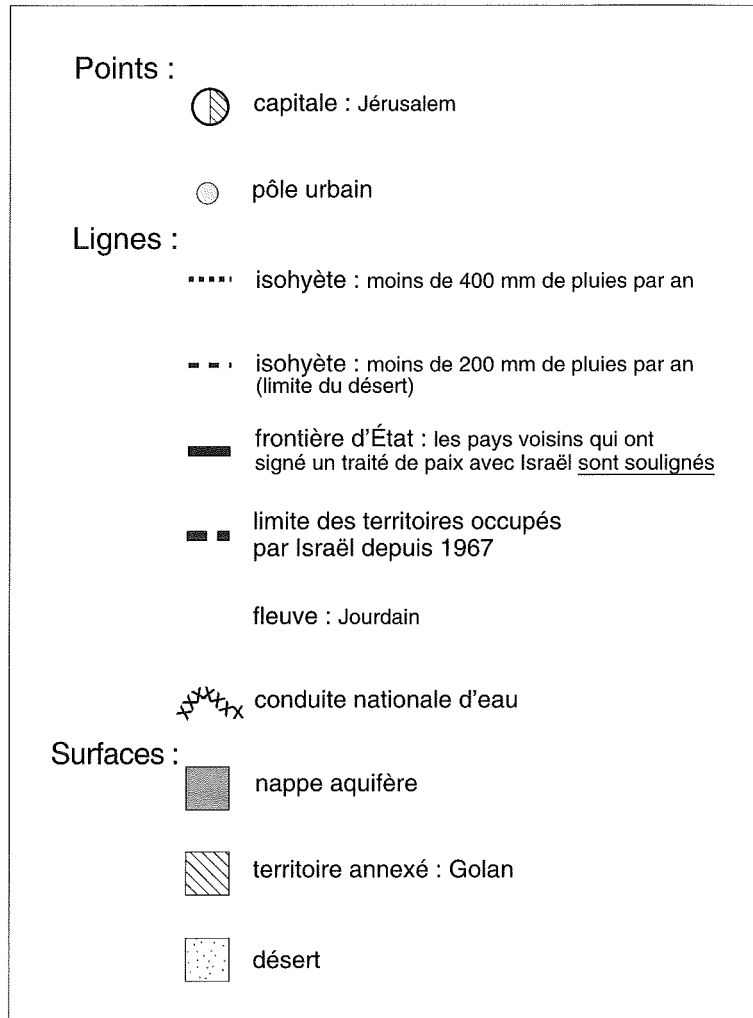 Points :
capitale : Jérusalem
pôle urbain
Lignes :
isohyète : moins de 400 mm de pluies par an
isohyète : moins de 200 mm de pluies par an
(limite du désert)
frontière d'État : les pays voisins qui ont
signé un traité de paix avec Israël sont soulignés
limite des territoires occupés
par Israël depuis 1967
fleuve : Jourdain
conduite nationale d'eau
Surfaces :
nappe aquifère
territoire annexé : Golan
désert